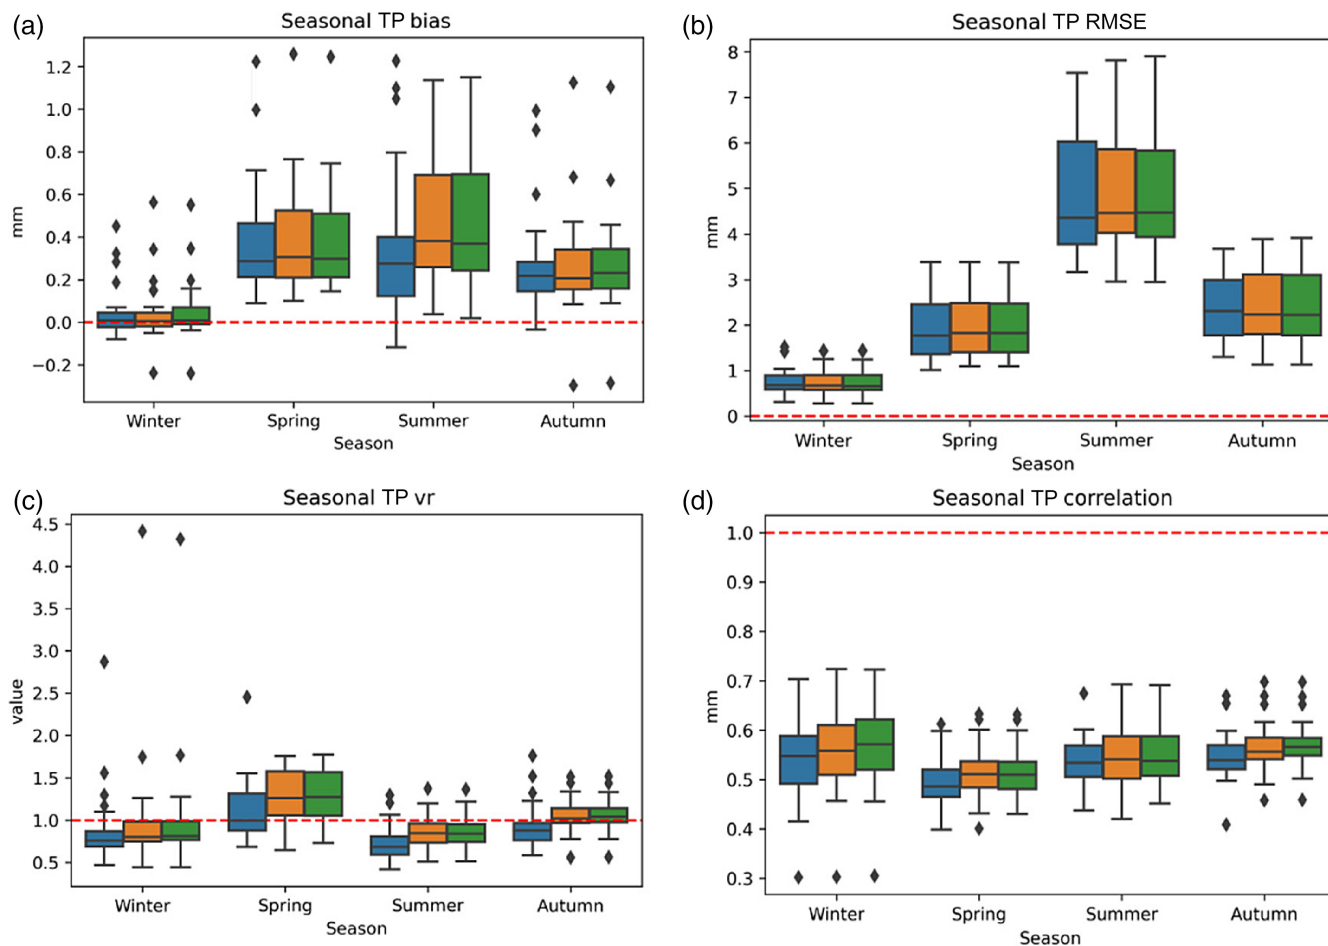 (a)
Seasonal TP bias
mm
1.2
1.0
0.8
0.6
0.4
0.2
0.0
−0.2
Winter Spring Summer Autumn
Season
(b)
Seasonal TP RMSE
mm
8
7
6
5
4
3
2
1
0
Winter Spring Summer Autumn
Season
(c)
Seasonal TP vr
value
4.5
4.0
3.5
3.0
2.5
2.0
1.5
1.0
0.5
Winter Spring Summer Autumn
Season
(d)
Seasonal TP correlation
mm
1.0
0.9
0.8
0.7
0.6
0.5
0.4
0.3
Winter Spring Summer Autumn
Season